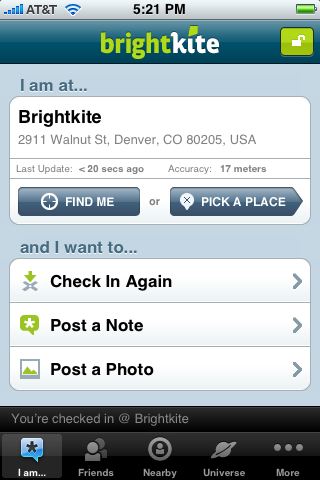 AT&T 5:21 PM
brightkite
I am at...
Brightkite
2911 Walnut St, Denver, CO 80205, USA
Last Update: < 20 secs ago Accuracy: 17 meters
FIND ME or PICK A PLACE
and I want to...
Check In Again
Post a Note
Post a Photo
You're checked in @ Brightkite
I am... Friends Nearby Universe More